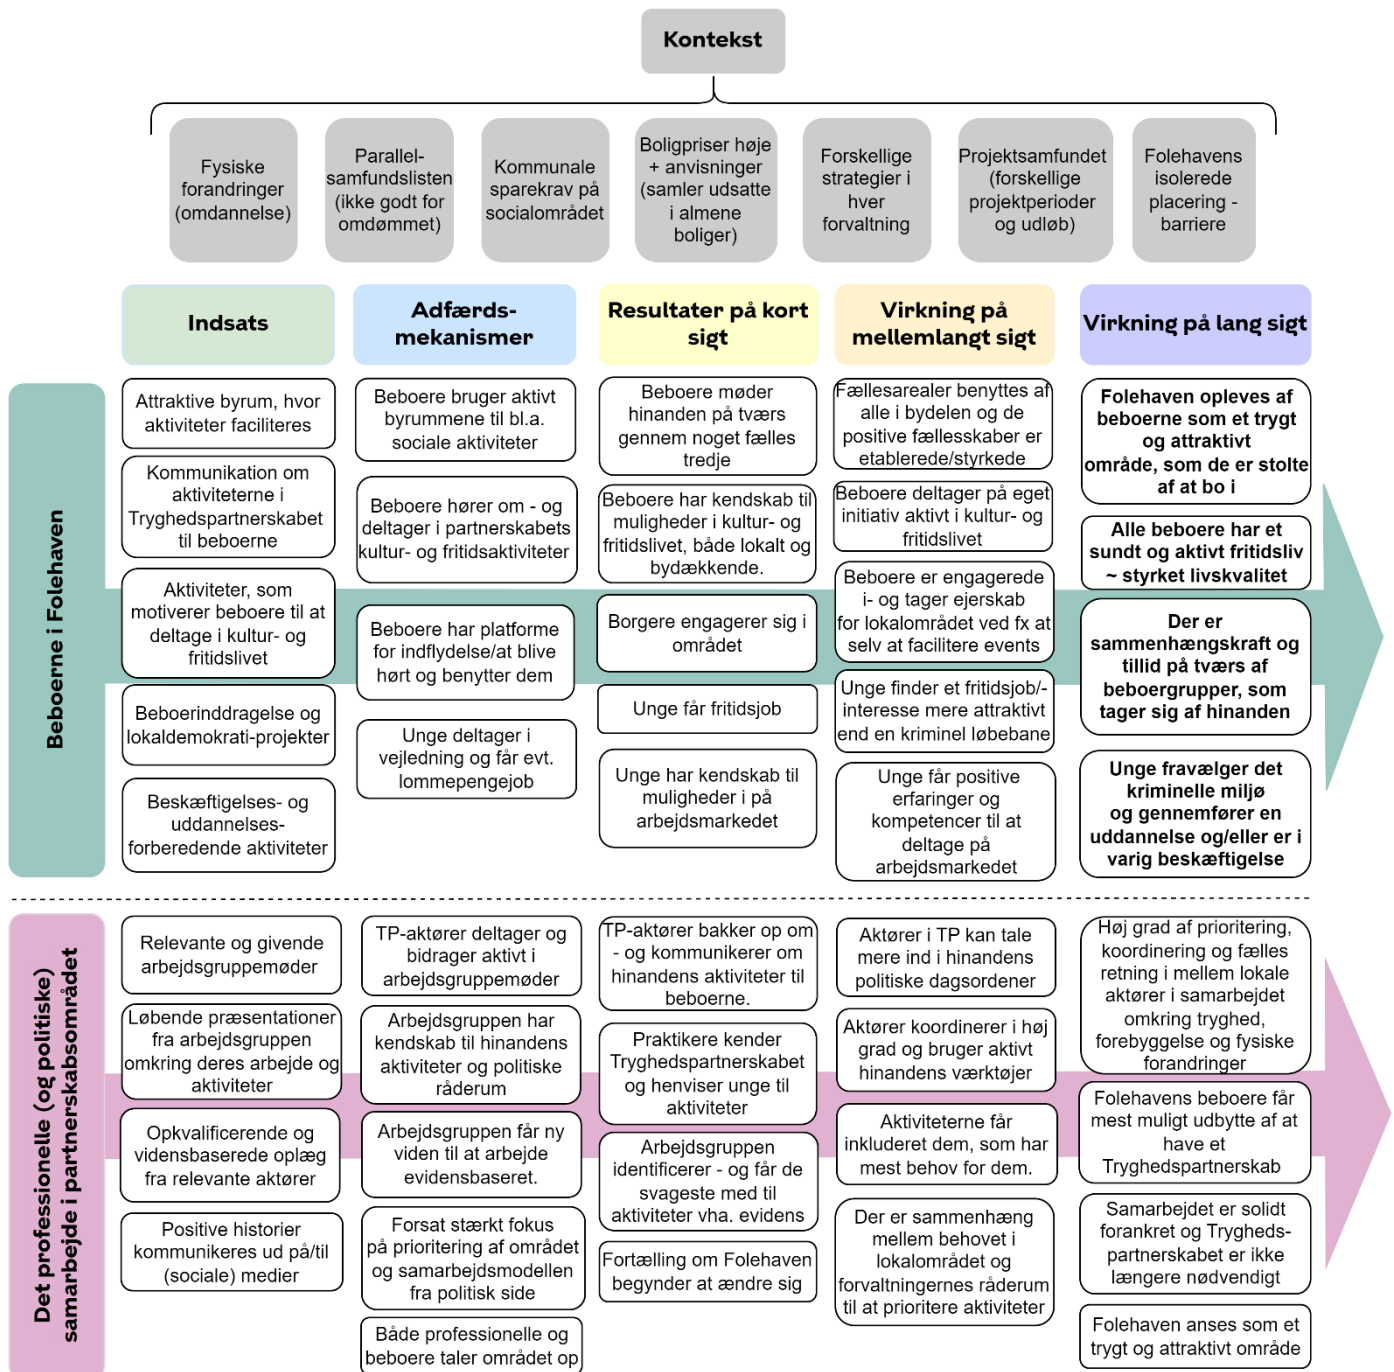 Kontekst
Fysiske
forandringer
(omdannelse)
Parallel-
samfundslisten
(ikke godt for
omdømmet)
Kommunale
sparekrav på
socialområdet
Boligpriser høje
+ anvisninger
(samler udsatte
i almene
boliger)
Forskellige
strategier i
hver
forvaltning
Projektsamfundet
(forskellige
projektperioder
og udløb)
Folehavens
isolerede
placering -
barriere
Indsats
Adfærds-
mekanismer
Resultater på kort
sigt
Virkning på
mellemlangt sigt
Virkning på lang sigt
Beboerne i Folehaven
Attraktive byrum, hvor
aktiviteter faciliteres
Kommunikation om
aktiviteterne i
Tryghedspartnerskabet
til beboerne
Aktiviteter, som
motiverer beboere til at
deltage i kultur- og
fritidslivet
Beboerinddragelse og
lokaldemokrati-projekter
Beskæftigelses- og
uddannelses-
forberedende aktiviteter
Beboere bruger aktivt
byrummene til bl.a.
sociale aktiviteter
Beboere hører om - og
deltager i partnerskabets
kultur- og fritidsaktiviteter
Beboere har platforme
for indflydelse/at blive
hørt og benytter dem
Unge deltager i
vejledning og får evt.
lommepengejob
Beboere møder
hinanden på tværs
gennem noget fælles
tredje
Beboere har kendskab til
muligheder i kultur- og
fritidslivet, både lokalt og
bydækkende.
Borgere engagerer sig i
området
Unge får fritidsjob
Unge har kendskab til
muligheder i på
arbejdsmarkedet
Fællesarealer benyttes af
alle i bydelen og de
positive fællesskaber er
etablerede/styrkede
Beboere deltager på eget
initiativ aktivt i kultur- og
fritidslivet
Beboere er engagerede
i- og tager ejerskab
for lokalområdet ved fx at
selv at facilitere events
Unge finder et fritidsjob/-
interesse mere attraktivt
end en kriminel løbebane
Unge får positive
erfaringer og
kompetencer til at
deltage på
arbejdsmarkedet
Folehaven opleves af
beboerne som et trygt
og attraktivt
område, som de er stolte
af at bo i
Alle beboere har et
sundt og aktivt fritidsliv
~ styrket livskvalitet
Der er
sammenhængskraft og
tillid på tværs af
beboergrupper, som
tager sig af hinanden
Unge fravælger det
kriminelle miljø
og gennemfører en
uddannelse og/eller er i
varig beskæftigelse
Det professionelle (og politiske)
samarbejde i partnerskabsområdet
Relevante og givende
arbejdsgruppemøder
Løbende præsentationer
fra arbejdsgruppen
omkring deres arbejde og
aktiviteter
Opkvalificerende og
vidensbaserede oplæg
fra relevante aktører
Positive historier
kommunikeres ud på/til
(sociale) medier
TP-aktører deltager og
bidrager aktivt i
arbejdsgruppemøder
Arbejdsgruppen har
kendskab til hinandens
aktiviteter og politiske
råderum
Arbejdsgruppen får ny
viden til at arbejde
evidensbaseret.
Forsat stærkt fokus
på prioritering af området
og samarbejdsmodellen
fra politisk side
Både professionelle og
beboere taler området op
TP-aktører bakker op om
- og kommunikerer om
hinandens aktiviteter til
beboerne.
Praktikere kender
Tryghedspartnerskabet
og henviser unge til
aktiviteter
Arbejdsgruppen
identificerer - og får de
svageste med til
aktiviteter vha. evidens
Fortælling om Folehaven
begynder at ændre sig
Aktører i TP kan tale
mere ind i hinandens
politiske dagsordener
Aktører koordinerer i høj
grad og bruger aktivt
hinandens værktøjer
Aktiviteterne får
inkluderet dem, som har
mest behov for dem.
Der er sammenhæng
mellem behovet i
lokalområdet og
forvaltningernes råderum
til at prioritere aktiviteter
Høj grad af prioritering,
koordinering og fælles
retning i mellem lokale
aktører i samarbejdet
omkring tryghed,
forebyggelse og fysiske
forandringer
Folehavens beboere får
mest muligt udbytte af at
have et
Tryghedspartnerskab
Samarbejdet er solidt
forankret og Trygheds-
partnerskabet er ikke
længere nødvendigt
Folehaven anses som et
trygt og attraktivt område